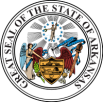 GREAT SEAL OF THE STATE OF ARKANSAS